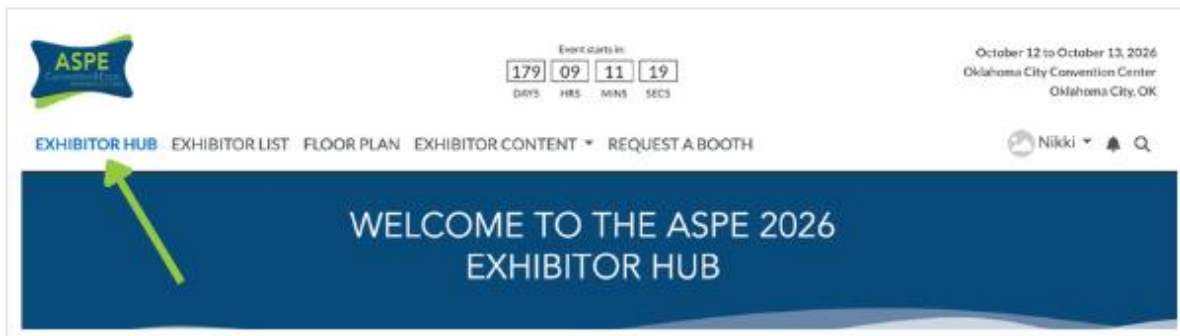 ASPE
Event starts in:
179 09 11 19
DAYS HRS MINS SECS
October 12 to October 13, 2026
Oklahoma City Convention Center
Oklahoma City, OK
EXHIBITOR HUB EXHIBITOR LIST FLOOR PLAN EXHIBITOR CONTENT REQUEST A BOOTH
Nikki
WELCOME TO THE ASPE 2026
EXHIBITOR HUB